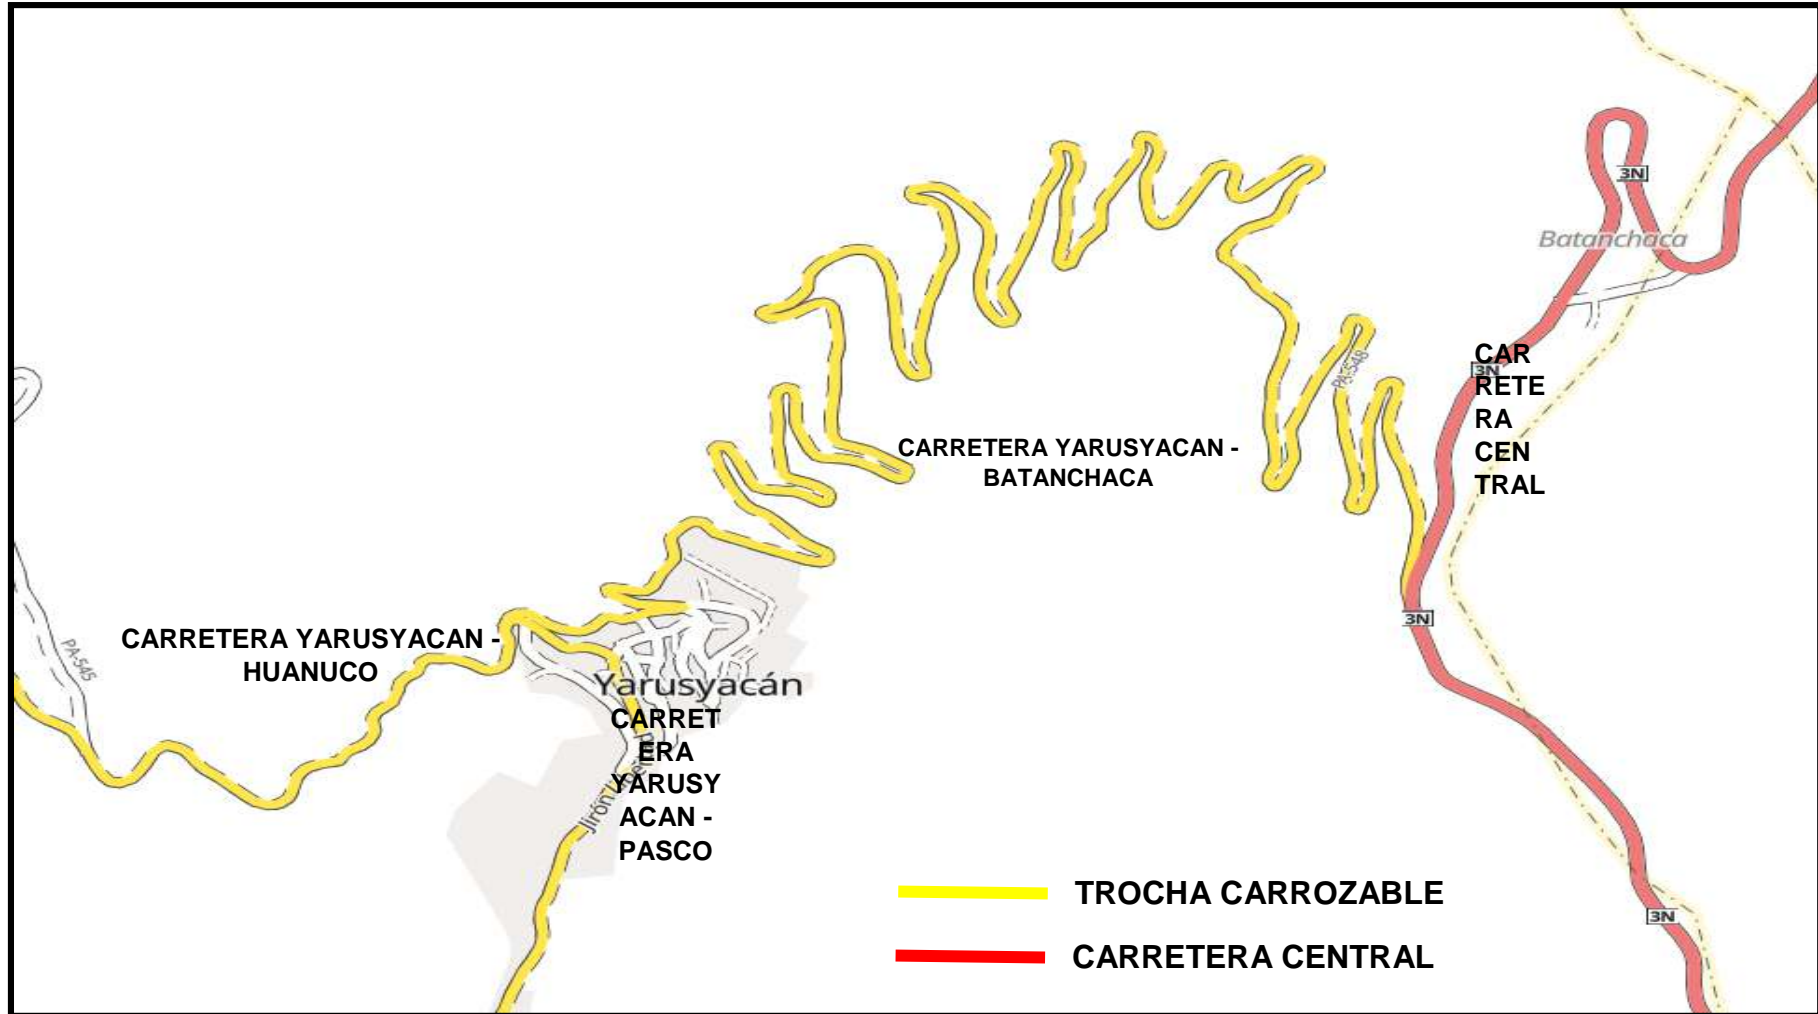 3N
Batanchaca
PA-548
CAR
3N
RETE
RA
CEN
TRAL
CARRETERA YARUSYACAN -
BATANCHACA
3N
CARRETERA YARUSYACAN -
HUANUCO
PA-545
Yarusyacán
CARRET
ERA
YARUSY
ACAN -
PASCO
Jirón
TROCHA CARROZABLE
3N
CARRETERA CENTRAL